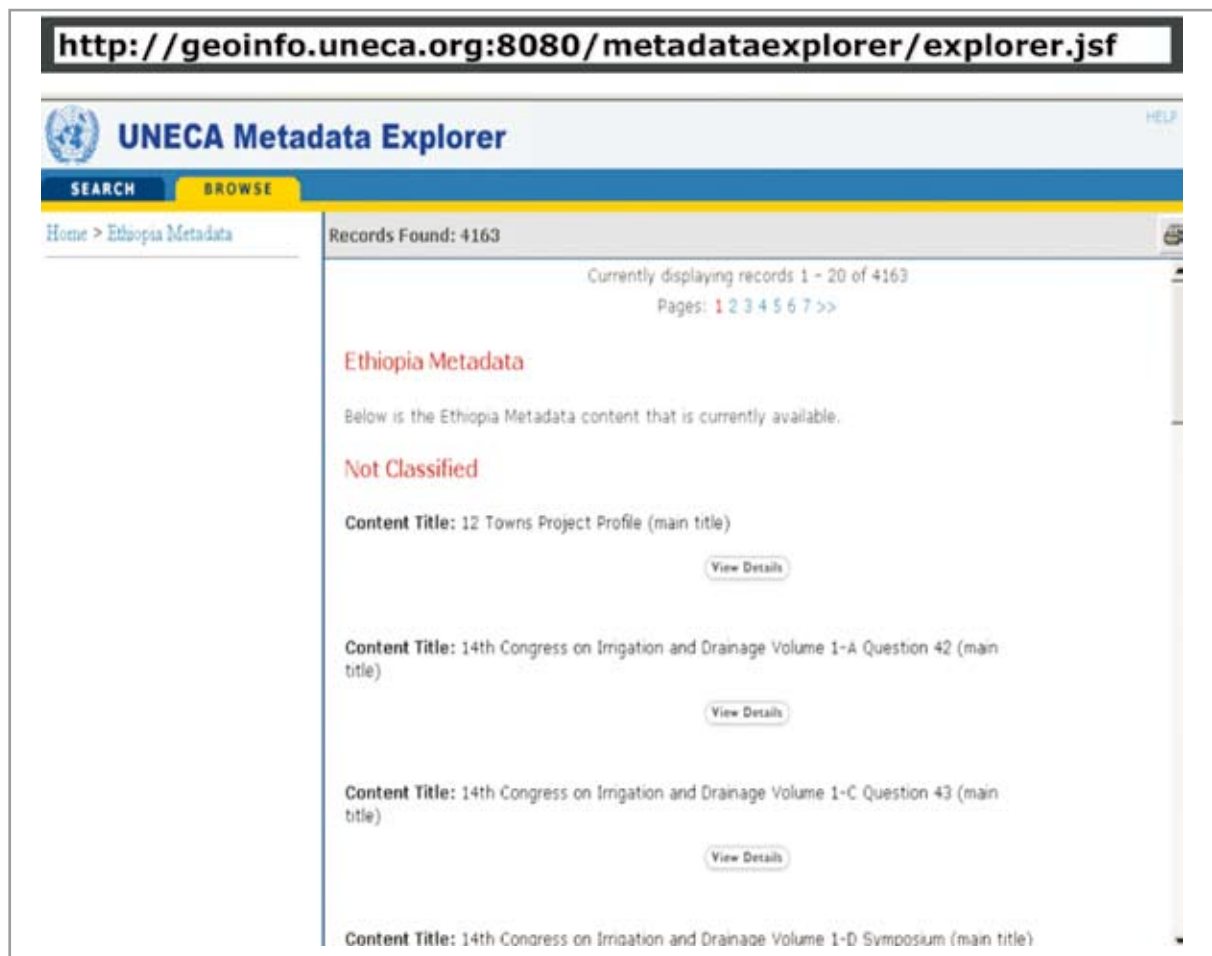 http://geoinfo.uneca.org:8080/metadataexplorer/explorer.jsf
UNECA Metadata Explorer
HELP
SEARCH
BROWSE
Home > Ethiopia Metadata
Records Found: 4163
Currently displaying records 1 - 20 of 4163
Pages: 1 2 3 4 5 6 7 >>
Ethiopia Metadata
Below is the Ethiopia Metadata content that is currently available.
Not Classified
Content Title: 12 Towns Project Profile (main title)
View Details
Content Title: 14th Congress on Irrigation and Drainage Volume 1-A Question 42 (main
title)
View Details
Content Title: 14th Congress on Irrigation and Drainage Volume 1-C Question 43 (main
title)
View Details
Content Title: 14th Congress on Irrigation and Drainage Volume 1-D Symposium (main title)